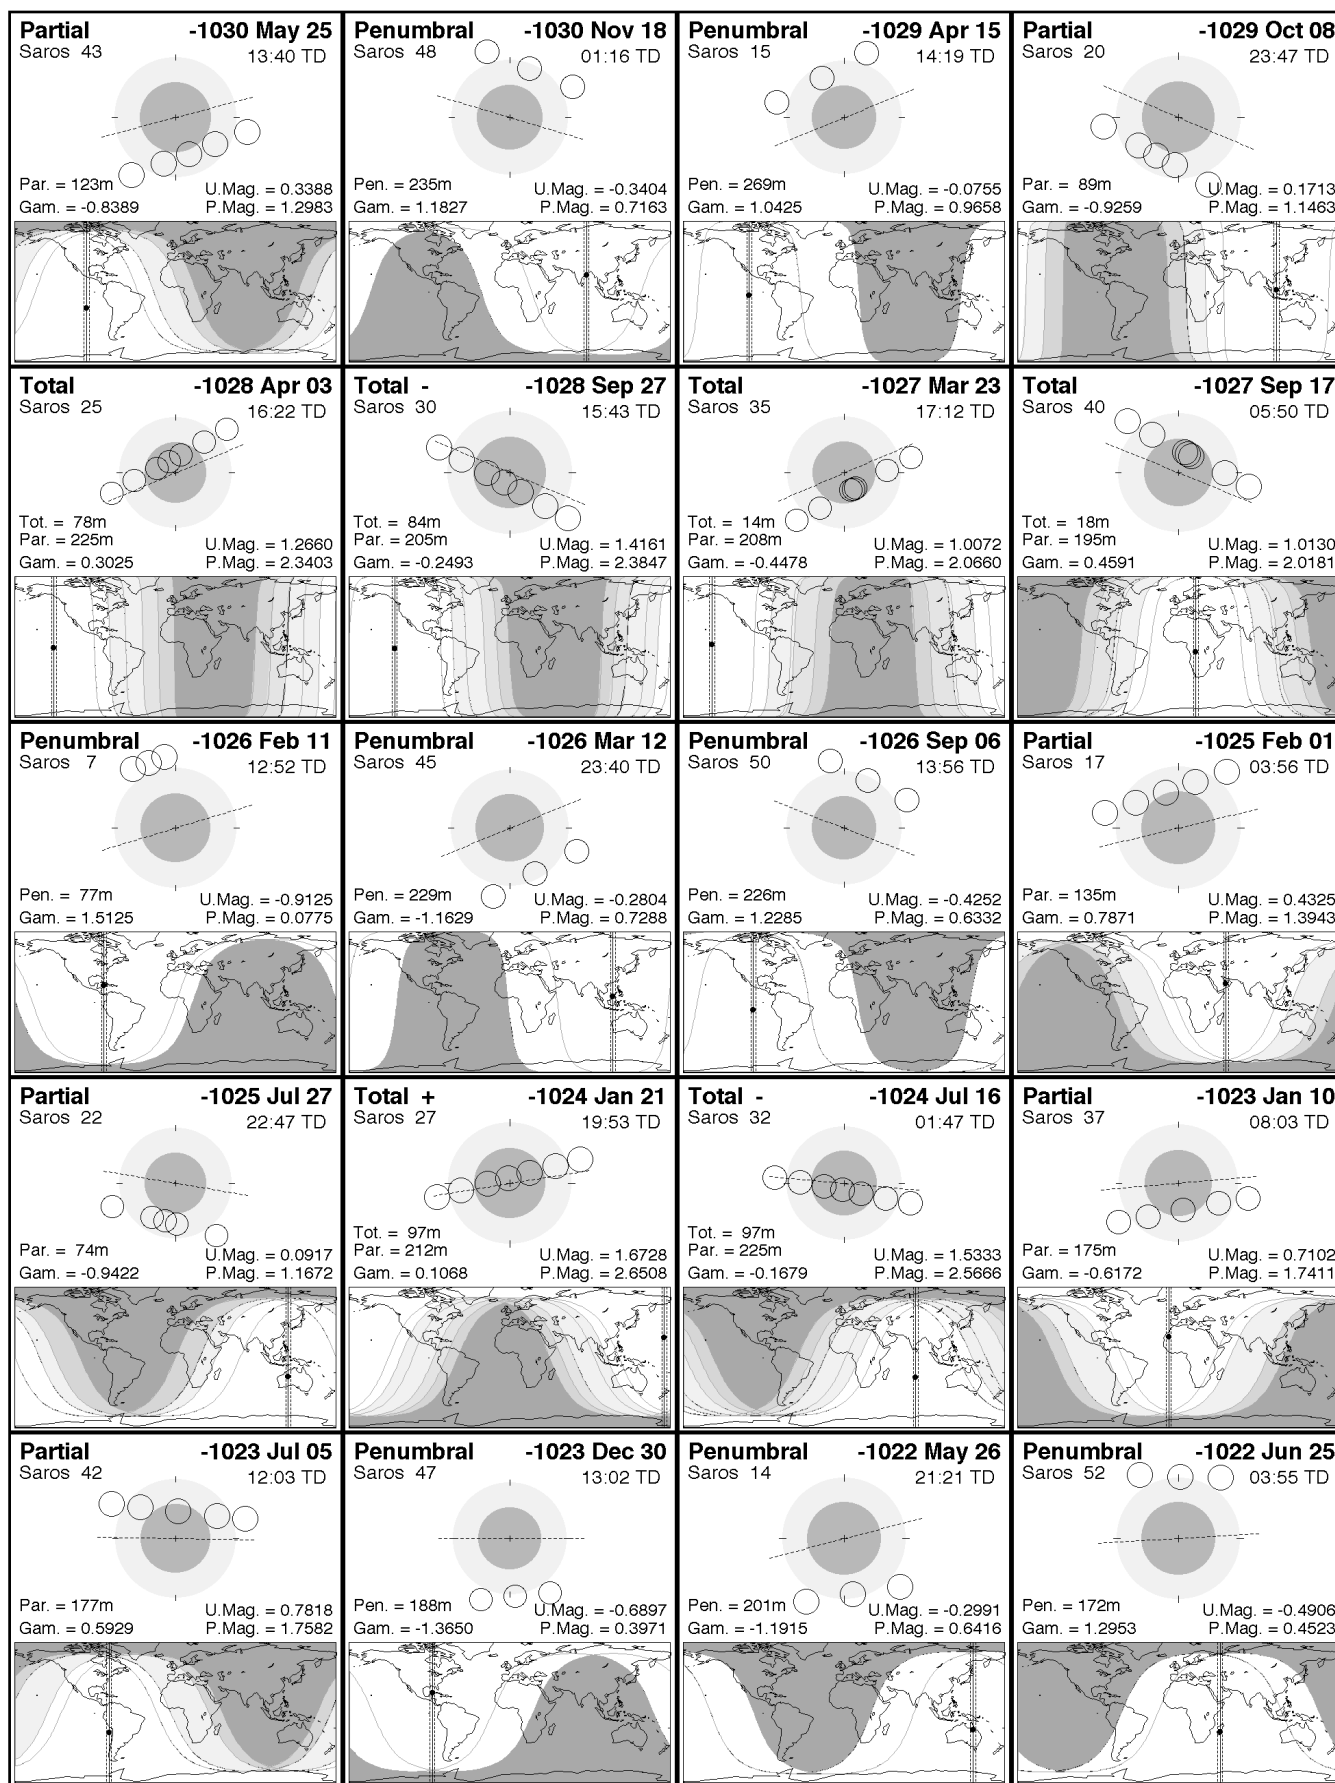 Partial -1030 May 25
Saros 43 13:40 TD
Par. = 123m U.Mag. = 0.3388
Gam. = -0.8389 P.Mag. = 1.2983
Penumbral -1030 Nov 18
Saros 48 01:16 TD
Pen. = 235m U.Mag. = -0.3404
Gam. = 1.1827 P.Mag. = 0.7163
Penumbral -1029 Apr 15
Saros 15 14:19 TD
Pen. = 269m U.Mag. = -0.0755
Gam. = 1.0425 P.Mag. = 0.9658
Partial -1029 Oct 08
Saros 20 23:47 TD
Par. = 89m U.Mag. = 0.1713
Gam. = -0.9259 P.Mag. = 1.1463
Total -1028 Apr 03
Saros 25 16:22 TD
Tot. = 78m
Par. = 225m U.Mag. = 1.2660
Gam. = 0.3025 P.Mag. = 2.3403
Total - -1028 Sep 27
Saros 30 15:43 TD
Tot. = 84m
Par. = 205m U.Mag. = 1.4161
Gam. = -0.2493 P.Mag. = 2.3847
Total -1027 Mar 23
Saros 35 17:12 TD
Tot. = 14m
Par. = 208m U.Mag. = 1.0072
Gam. = -0.4478 P.Mag. = 2.0660
Total -1027 Sep 17
Saros 40 05:50 TD
Tot. = 18m
Par. = 195m U.Mag. = 1.0130
Gam. = 0.4591 P.Mag. = 2.0181
Penumbral -1026 Feb 11
Saros 7 12:52 TD
Pen. = 77m U.Mag. = -0.9125
Gam. = 1.5125 P.Mag. = 0.0775
Penumbral -1026 Mar 12
Saros 45 23:40 TD
Pen. = 229m U.Mag. = -0.2804
Gam. = -1.1629 P.Mag. = 0.7288
Penumbral -1026 Sep 06
Saros 50 13:56 TD
Pen. = 226m U.Mag. = -0.4252
Gam. = 1.2285 P.Mag. = 0.6332
Partial -1025 Feb 01
Saros 17 03:56 TD
Par. = 135m U.Mag. = 0.4325
Gam. = 0.7871 P.Mag. = 1.3943
Partial -1025 Jul 27
Saros 22 22:47 TD
Par. = 74m U.Mag. = 0.0917
Gam. = -0.9422 P.Mag. = 1.1672
Total + -1024 Jan 21
Saros 27 19:53 TD
Tot. = 97m
Par. = 212m U.Mag. = 1.6728
Gam. = 0.1068 P.Mag. = 2.6508
Total - -1024 Jul 16
Saros 32 01:47 TD
Tot. = 97m
Par. = 225m U.Mag. = 1.5333
Gam. = -0.1679 P.Mag. = 2.5666
Partial -1023 Jan 10
Saros 37 08:03 TD
Par. = 175m U.Mag. = 0.7102
Gam. = -0.6172 P.Mag. = 1.7411
Partial -1023 Jul 05
Saros 42 12:03 TD
Par. = 177m U.Mag. = 0.7818
Gam. = 0.5929 P.Mag. = 1.7582
Penumbral -1023 Dec 30
Saros 47 13:02 TD
Pen. = 188m U.Mag. = -0.6897
Gam. = -1.3650 P.Mag. = 0.3971
Penumbral -1022 May 26
Saros 14 21:21 TD
Pen. = 201m U.Mag. = -0.2991
Gam. = -1.1915 P.Mag. = 0.6416
Penumbral -1022 Jun 25
Saros 52 03:55 TD
Pen. = 172m U.Mag. = -0.4906
Gam. = 1.2953 P.Mag. = 0.4523